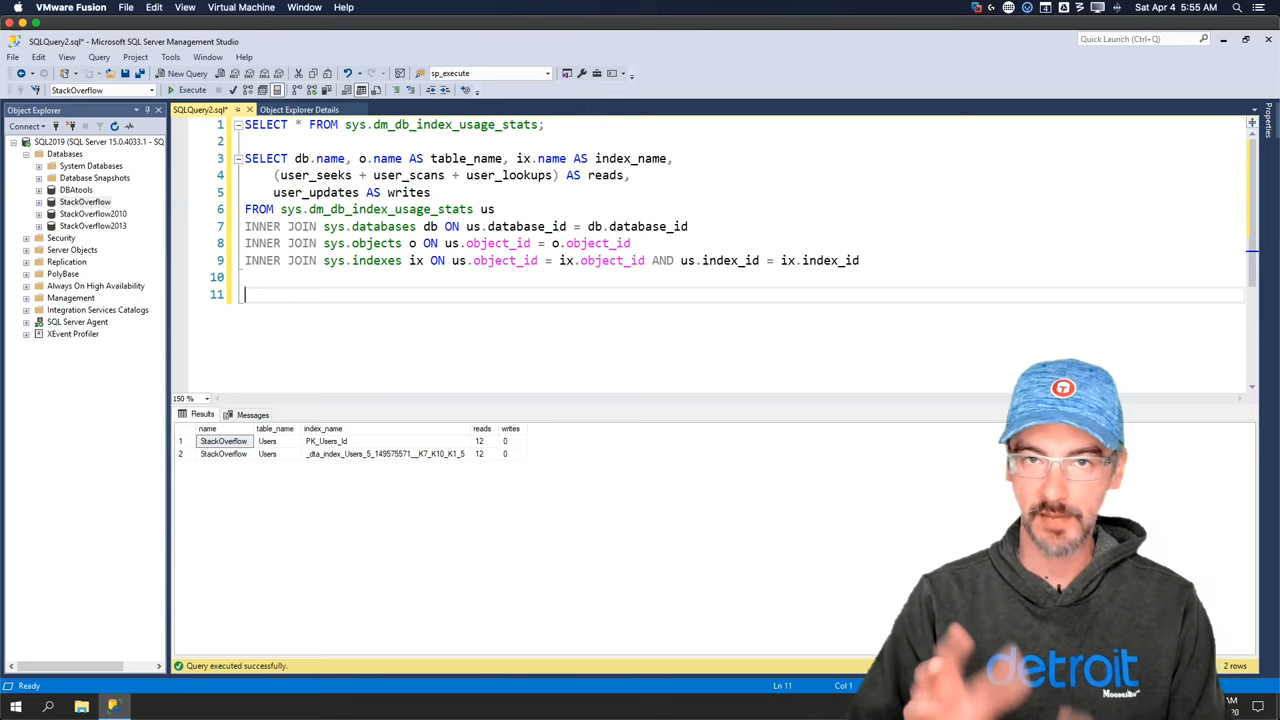 VMware Fusion File Edit View Virtual Machine Window Help Sat Apr 4 5:55 AM
SQLQuery2.sql* - Microsoft SQL Server Management Studio
Quick Launch (Ctrl+Q)
File Edit View Query Project Tools Window Help
New Query sp_execute
StackOverflow Execute
Object Explorer
SQLQuery2.sql* Object Explorer Details
Properties
Connect
SQL2019 (SQL Server 15.0.4033.1 - SQ
Databases
System Databases
Database Snapshots
DBAtools
StackOverflow
StackOverflow2010
StackOverflow2013
Security
Server Objects
Replication
PolyBase
Always On High Availability
Management
Integration Services Catalogs
SQL Server Agent
XEvent Profiler
1 SELECT * FROM sys.dm_db_index_usage_stats;
2
3 SELECT db.name, o.name AS table_name, ix.name AS index_name,
4 (user_seeks + user_scans + user_lookups) AS reads,
5 user_updates AS writes
6 FROM sys.dm_db_index_usage_stats us
7 INNER JOIN sys.databases db ON us.database_id = db.database_id
8 INNER JOIN sys.objects o ON us.object_id = o.object_id
9 INNER JOIN sys.indexes ix ON us.object_id = ix.object_id AND us.index_id = ix.index_id
10
11
150 %
Results Messages
name table_name index_name reads writes
1 StackOverflow Users PK_Users_Id 12 0
2 StackOverflow Users _dta_index_Users_5_149575571__K7_K10_K1_5 12 0
detroit
Query executed successfully.
2 rows
Ready Ln 11 Col 1